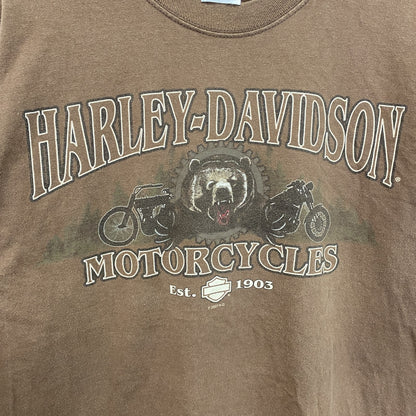 HARLEY-DAVIDSON
MOTORCYCLES
Est. 1903